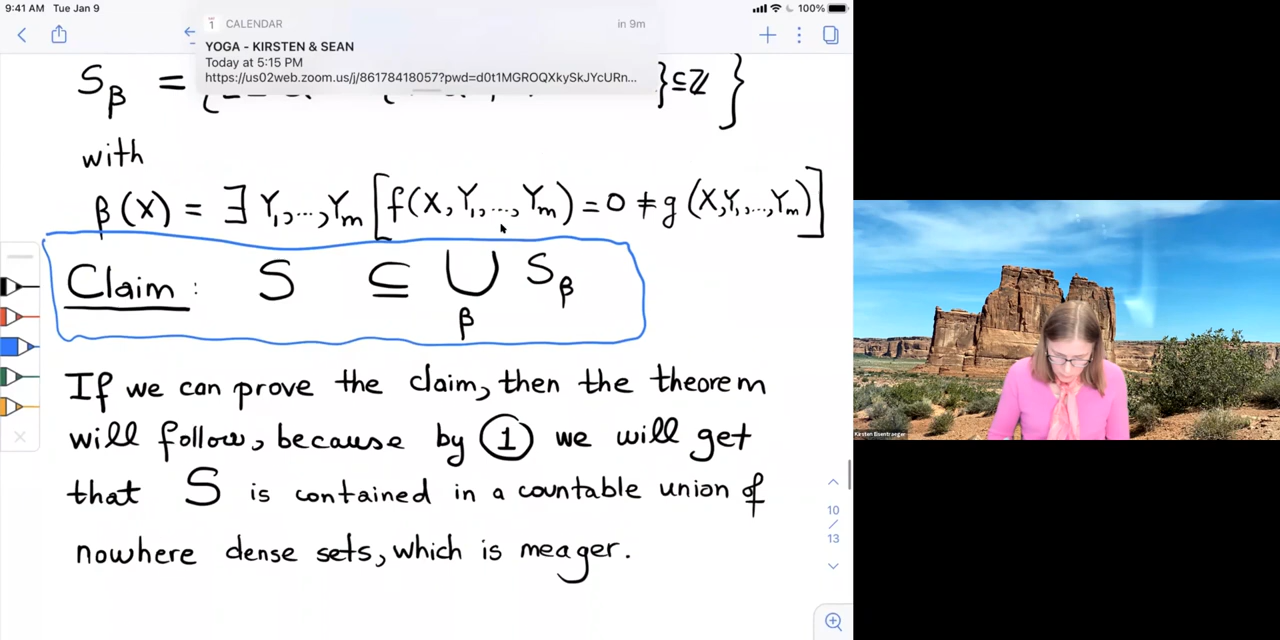 9:41 AM Tue Jan 9
100%
1 CALENDAR
in 9m
YOGA - KIRSTEN & SEAN
Today at 5:15 PM
https://us02web.zoom.us/j/86178418057?pwd=d0t1MGROQXkySkJYcURn...
S_β =
} ⊆ ℤ }
with
β(X) = ∃ Y₁,...,Yₘ [f(X,Y₁,...,Yₘ) = 0 ≠ g(X,Y₁,...,Yₘ)]
Claim: S ⊆ ⋃_β S_β
If we can prove the claim, then the theorem
will follow, because by ① we will get
that S is contained in a countable union of
nowhere dense sets, which is meager.
10
/
13
Kirsten Eisentraeger